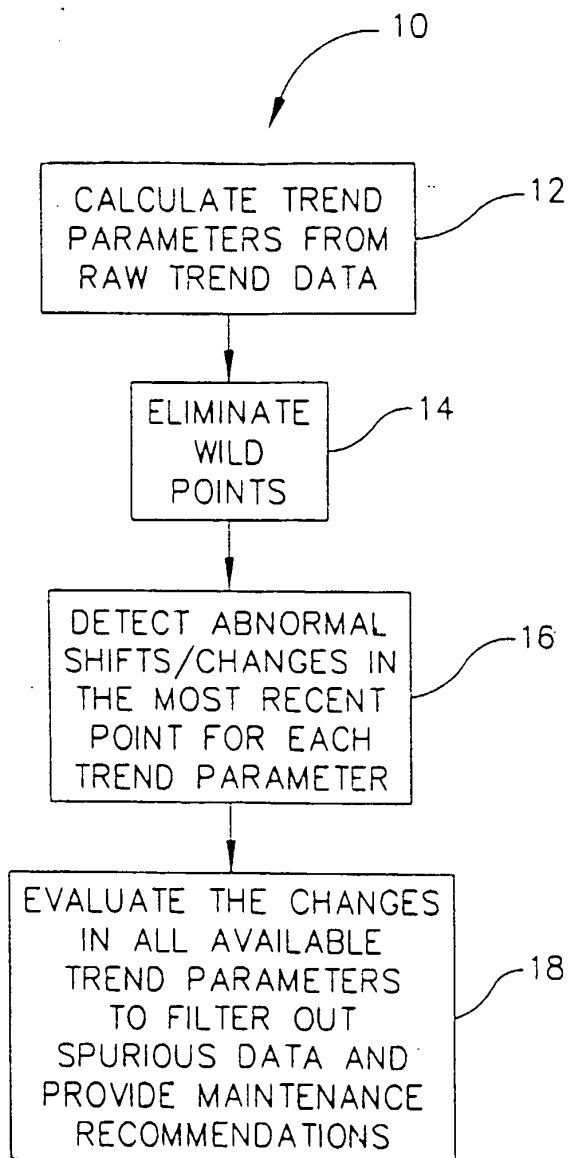 10
CALCULATE TREND
PARAMETERS FROM
RAW TREND DATA
12
ELIMINATE
WILD
POINTS
14
DETECT ABNORMAL
SHIFTS/CHANGES IN
THE MOST RECENT
POINT FOR EACH
TREND PARAMETER
16
EVALUATE THE CHANGES
IN ALL AVAILABLE
TREND PARAMETERS
TO FILTER OUT
SPURIOUS DATA AND
PROVIDE MAINTENANCE
RECOMMENDATIONS
18